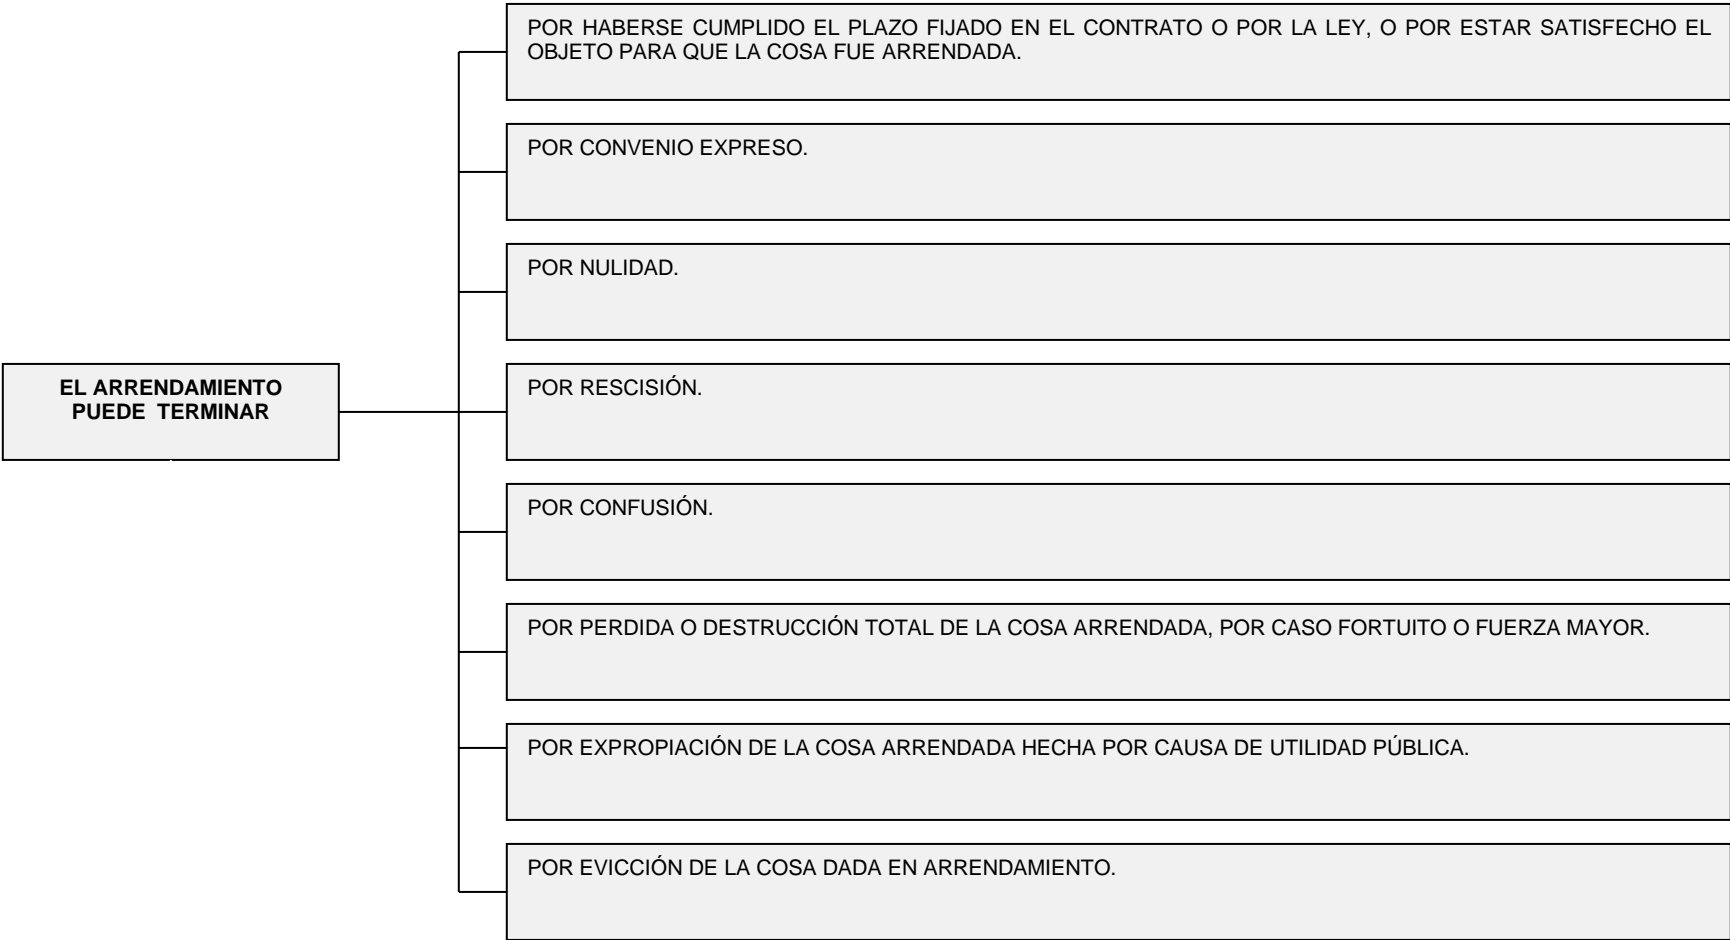 POR HABERSE CUMPLIDO EL PLAZO FIJADO EN EL CONTRATO O POR LA LEY, O POR ESTAR SATISFECHO EL
OBJETO PARA QUE LA COSA FUE ARRENDADA.
POR CONVENIO EXPRESO.
POR NULIDAD.
EL ARRENDAMIENTO
PUEDE TERMINAR
POR RESCISIÓN.
POR CONFUSIÓN.
POR PERDIDA O DESTRUCCIÓN TOTAL DE LA COSA ARRENDADA, POR CASO FORTUITO O FUERZA MAYOR.
POR EXPROPIACIÓN DE LA COSA ARRENDADA HECHA POR CAUSA DE UTILIDAD PÚBLICA.
POR EVICCIÓN DE LA COSA DADA EN ARRENDAMIENTO.